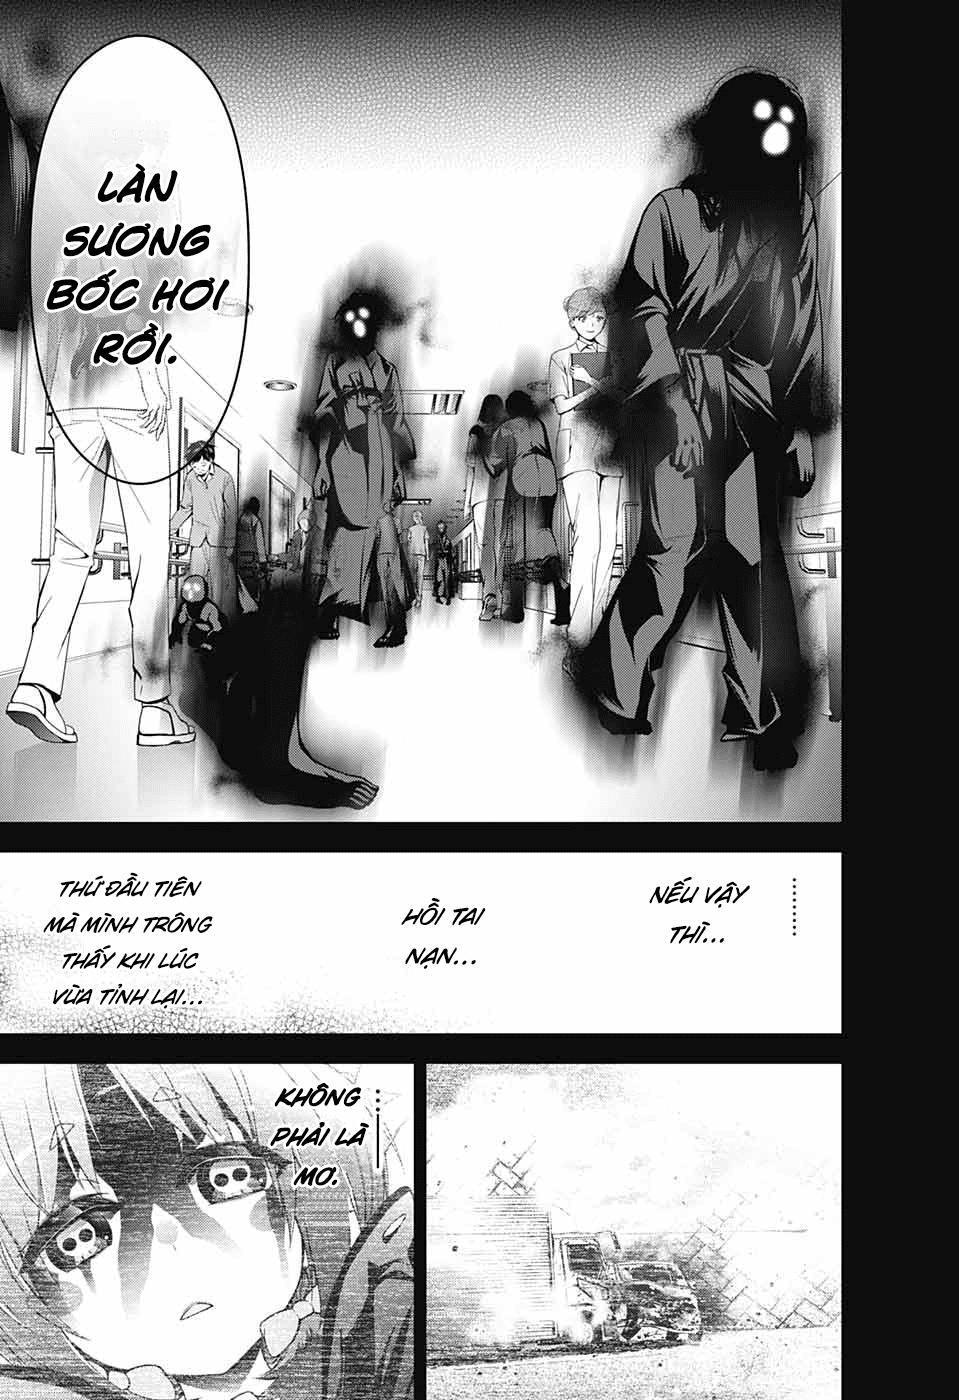 LÀN
SƯƠNG
BỐC HƠI
RỒI.
NẾU VẬY
THÌ...
HỒI TAI
NẠN...
THỨ ĐẦU TIÊN
MÀ MÌNH TRÔNG
THẤY KHI LÚC
VỪA TỈNH LẠI...
KHÔNG
PHẢI LÀ
MƠ.